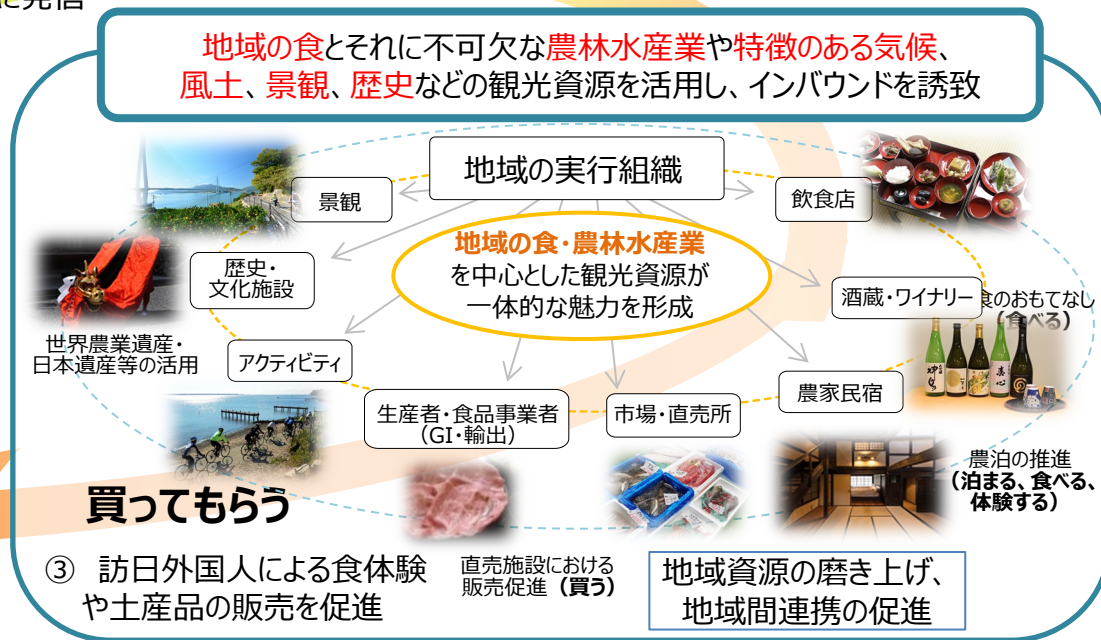 に発信
地域の食とそれに不可欠な農林水産業や特徴のある気候、
風土、景観、歴史などの観光資源を活用し、インバウンドを誘致
地域の実行組織
景観
飲食店
地域の食・農林水産業
を中心とした観光資源が
一体的な魅力を形成
歴史・
文化施設
酒蔵・ワイナリー
食のおもてなし
（食べる）
世界農業遺産・
日本遺産等の活用
アクティビティ
農家民宿
生産者・食品事業者
（GI・輸出）
市場・直売所
農泊の推進
（泊まる、食べる、
体験する）
買ってもらう
③ 訪日外国人による食体験
や土産品の販売を促進
直売施設における
販売促進（買う）
地域資源の磨き上げ、
地域間連携の促進